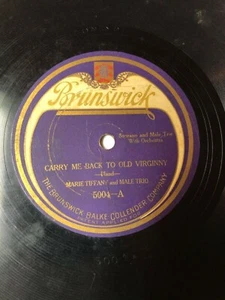 Brunswick
Soprano and Male Trio
With Orchestra
CARRY ME BACK TO OLD VIRGINNY
—Bland—
MARIE TIFFANY and MALE TRIO
5004-A
THE BRUNSWICK BALKE COLLENDER COMPANY